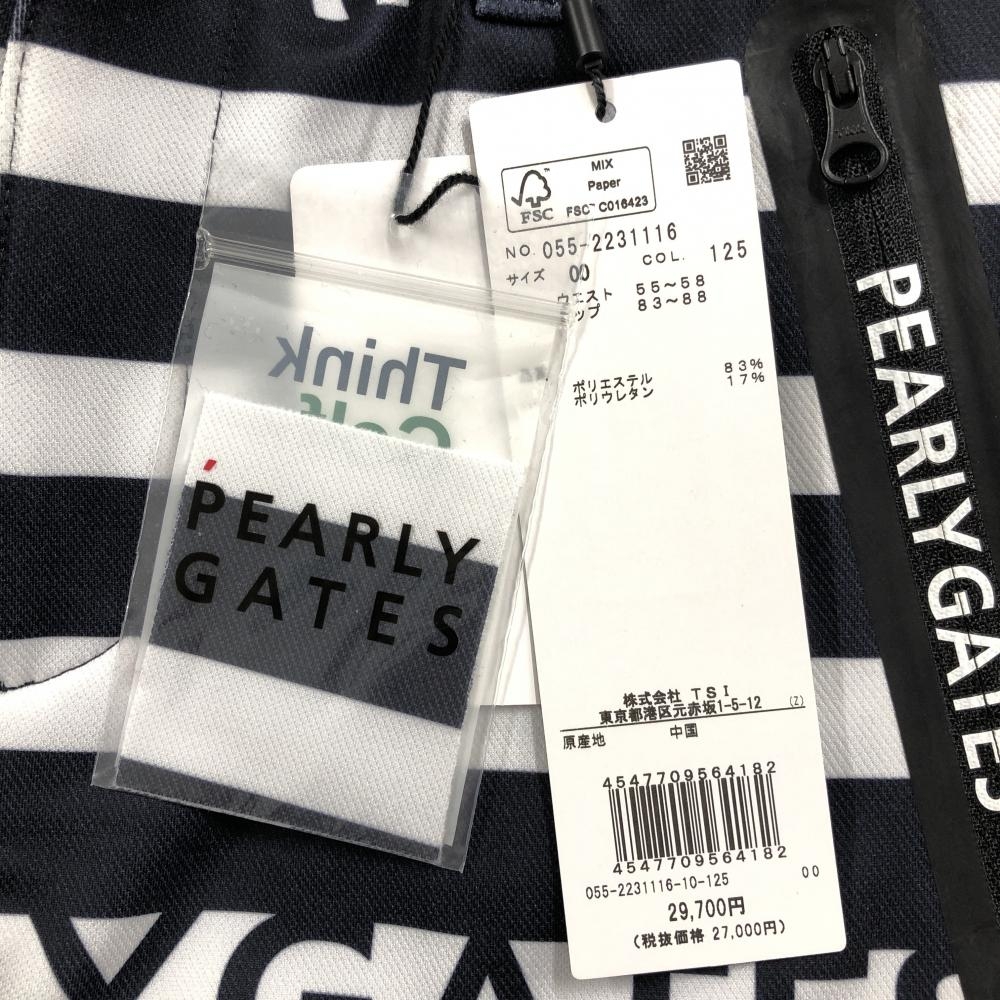 MIX
Paper
FSC
FSC™ C016423
NO. 055-2231116
COL. 125
サイズ 00
ウエスト 55~58
ップ 83~88
ポリエステル 83%
ポリウレタン 17%
株式会社 TSI
東京都港区元赤坂1-5-12 (Z)
原産地 中国
4547709564182
4547709564182
055-2231116-10-125 00
29,700円
(税抜価格 27,000円)
Think
PEARLY
GATES
YKK
PEARLY GATES